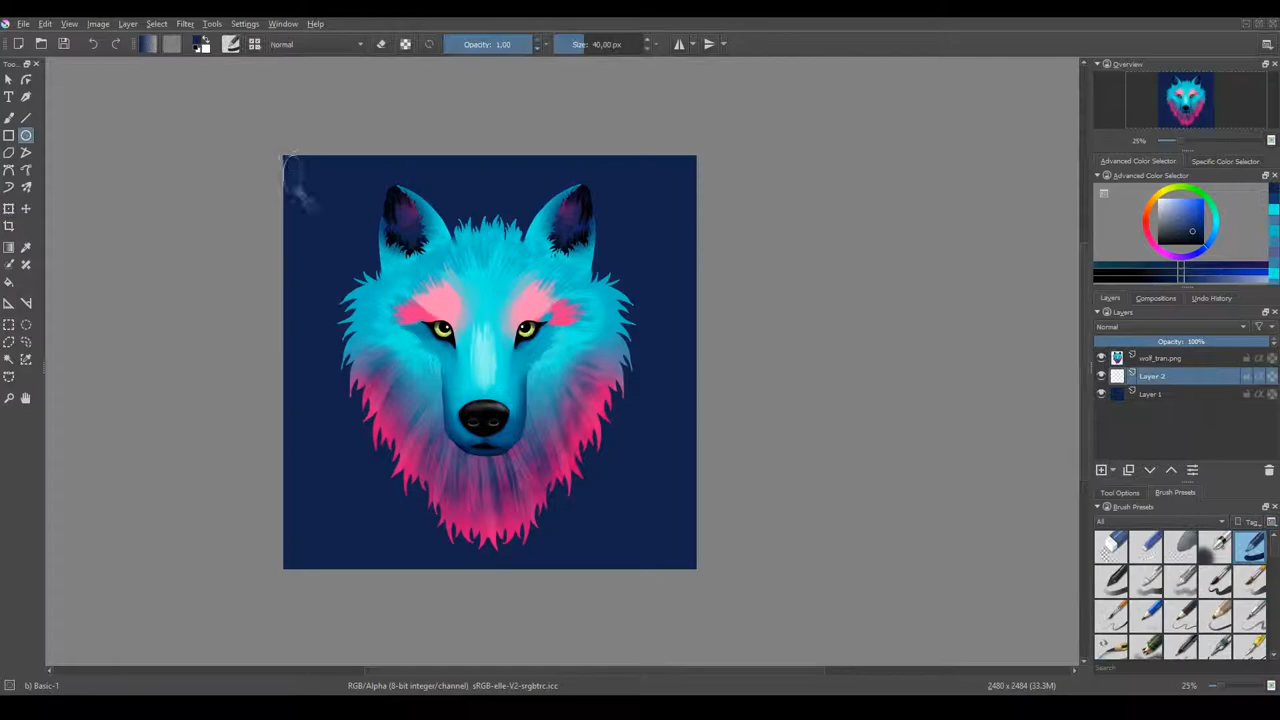 File Edit View Image Layer Select Filter Tools Settings Window Help
Normal Opacity: 1,00 Size: 40,00 px
Too...
Overview
25%
Advanced Color Selector Specific Color Selector
Advanced Color Selector
Layers Compositions Undo History
Layers
Normal
Opacity: 100%
wolf_tran.png
Layer 2
Layer 1
Tool Options Brush Presets
Brush Presets
All Tag
Search
b) Basic-1 RGB/Alpha (8-bit integer/channel) sRGB-elle-V2-srgbtrc.icc 2480 x 2484 (33.3M) 25%